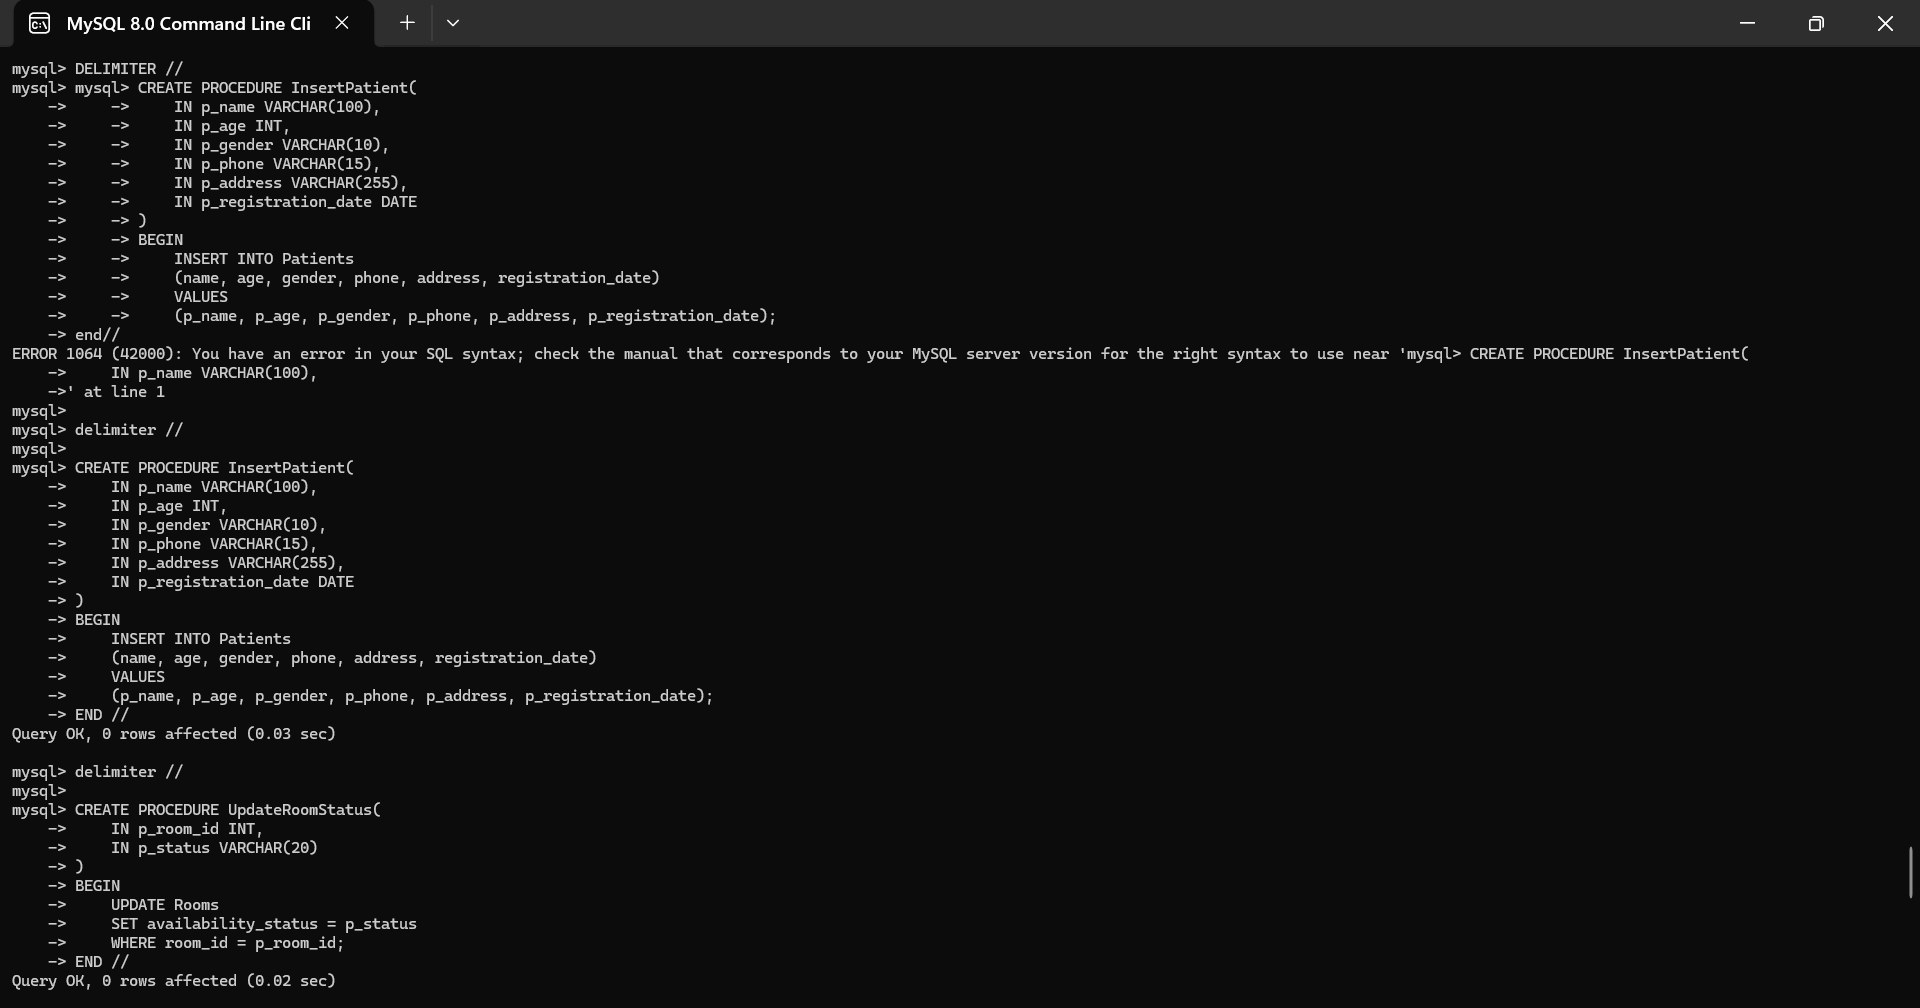 MySQL 8.0 Command Line Cli
mysql> DELIMITER //
mysql> mysql> CREATE PROCEDURE InsertPatient(
    ->     ->     IN p_name VARCHAR(100),
    ->     ->     IN p_age INT,
    ->     ->     IN p_gender VARCHAR(10),
    ->     ->     IN p_phone VARCHAR(15),
    ->     ->     IN p_address VARCHAR(255),
    ->     ->     IN p_registration_date DATE
    ->     -> )
    ->     -> BEGIN
    ->     ->     INSERT INTO Patients
    ->     ->     (name, age, gender, phone, address, registration_date)
    ->     ->     VALUES
    ->     ->     (p_name, p_age, p_gender, p_phone, p_address, p_registration_date);
    -> end//
ERROR 1064 (42000): You have an error in your SQL syntax; check the manual that corresponds to your MySQL server version for the right syntax to use near 'mysql> CREATE PROCEDURE InsertPatient(
    ->     IN p_name VARCHAR(100),
    ->' at line 1
mysql>
mysql> delimiter //
mysql>
mysql> CREATE PROCEDURE InsertPatient(
    ->     IN p_name VARCHAR(100),
    ->     IN p_age INT,
    ->     IN p_gender VARCHAR(10),
    ->     IN p_phone VARCHAR(15),
    ->     IN p_address VARCHAR(255),
    ->     IN p_registration_date DATE
    -> )
    -> BEGIN
    ->     INSERT INTO Patients
    ->     (name, age, gender, phone, address, registration_date)
    ->     VALUES
    ->     (p_name, p_age, p_gender, p_phone, p_address, p_registration_date);
    -> END //
Query OK, 0 rows affected (0.03 sec)
mysql> delimiter //
mysql>
mysql> CREATE PROCEDURE UpdateRoomStatus(
    ->     IN p_room_id INT,
    ->     IN p_status VARCHAR(20)
    -> )
    -> BEGIN
    ->     UPDATE Rooms
    ->     SET availability_status = p_status
    ->     WHERE room_id = p_room_id;
    -> END //
Query OK, 0 rows affected (0.02 sec)